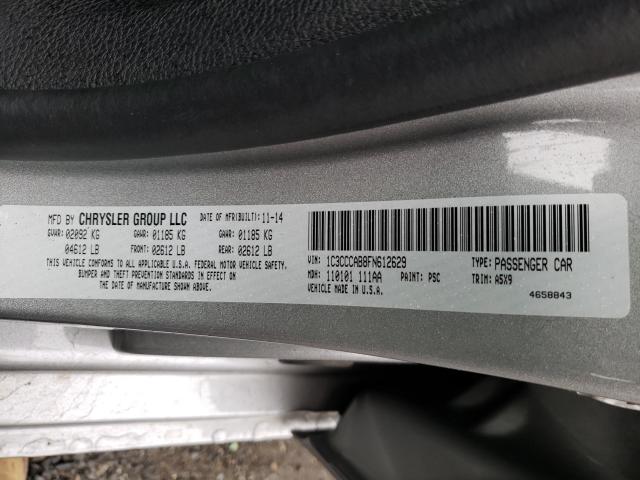 MFD BY CHRYSLER GROUP LLC DATE OF MFR(BUILT): 11-14
GVWR: 02092 KG GAWR: 01185 KG GAWR: 01185 KG
04612 LB FRONT: 02612 LB REAR: 02612 LB
THIS VEHICLE CONFORMS TO ALL APPLICABLE U.S.A. FEDERAL MOTOR VEHICLE SAFETY,
BUMPER AND THEFT PREVENTION STANDARDS IN EFFECT ON
THE DATE OF MANUFACTURE SHOWN ABOVE.
VIN: 1C3CCCAB8FN612629 TYPE: PASSENGER CAR
MDH: 110101 111AA PAINT: PSC TRIM: A5X9
VEHICLE MADE IN U.S.A. 4658843